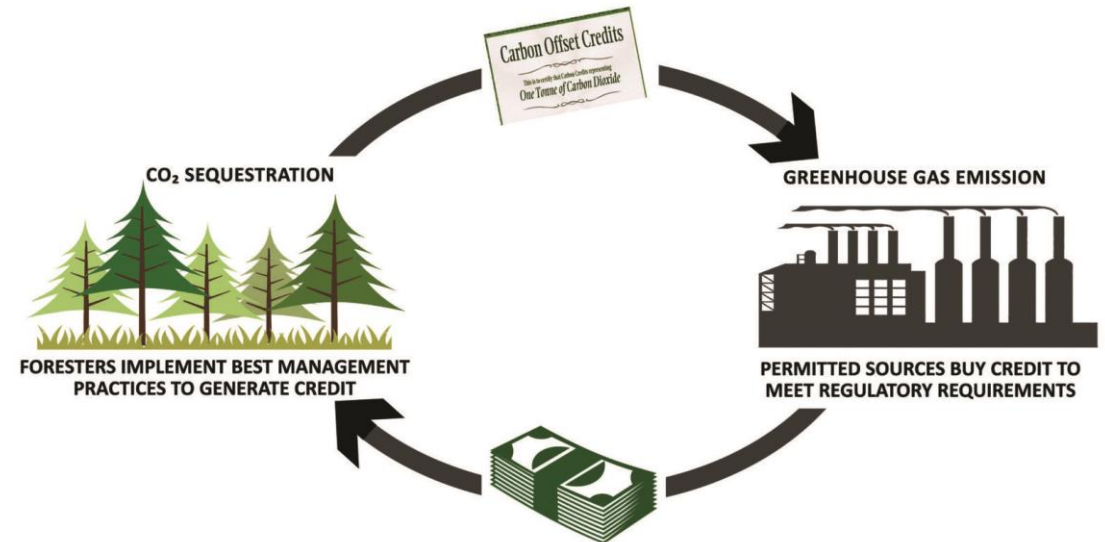 Carbon Offset Credits
This is to certify that Carbon Credits representing
One Tonne of Carbon Dioxide
CO₂ SEQUESTRATION
FORESTERS IMPLEMENT BEST MANAGEMENT
PRACTICES TO GENERATE CREDIT
GREENHOUSE GAS EMISSION
PERMITTED SOURCES BUY CREDIT TO
MEET REGULATORY REQUIREMENTS